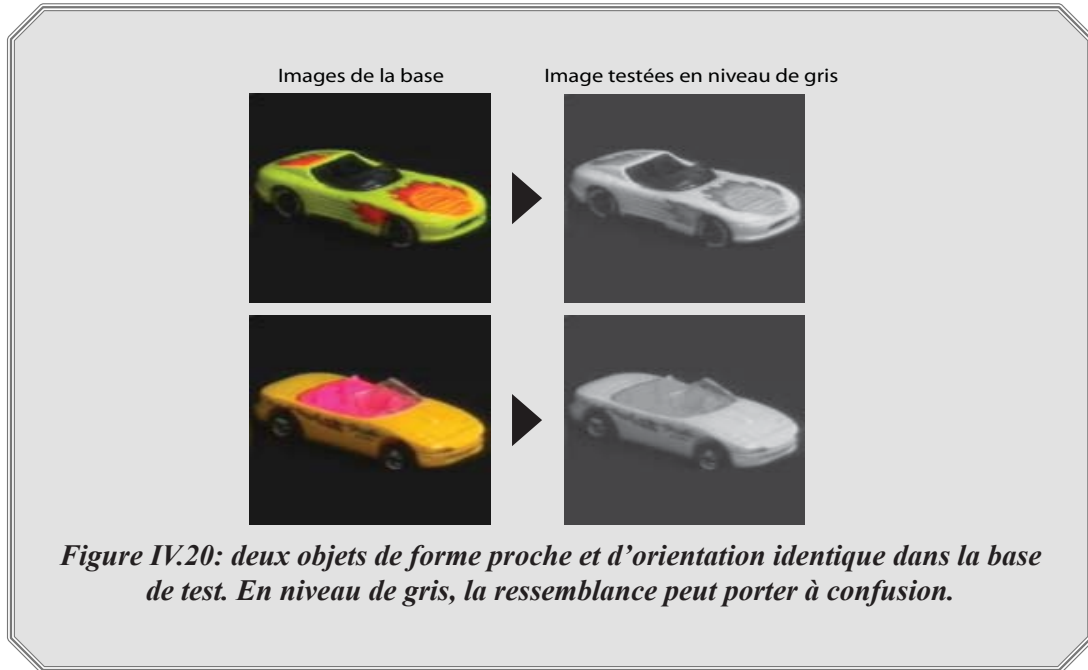 Images de la base
Image testées en niveau de gris
Figure IV.20: deux objets de forme proche et d’orientation identique dans la base
de test. En niveau de gris, la ressemblance peut porter à confusion.